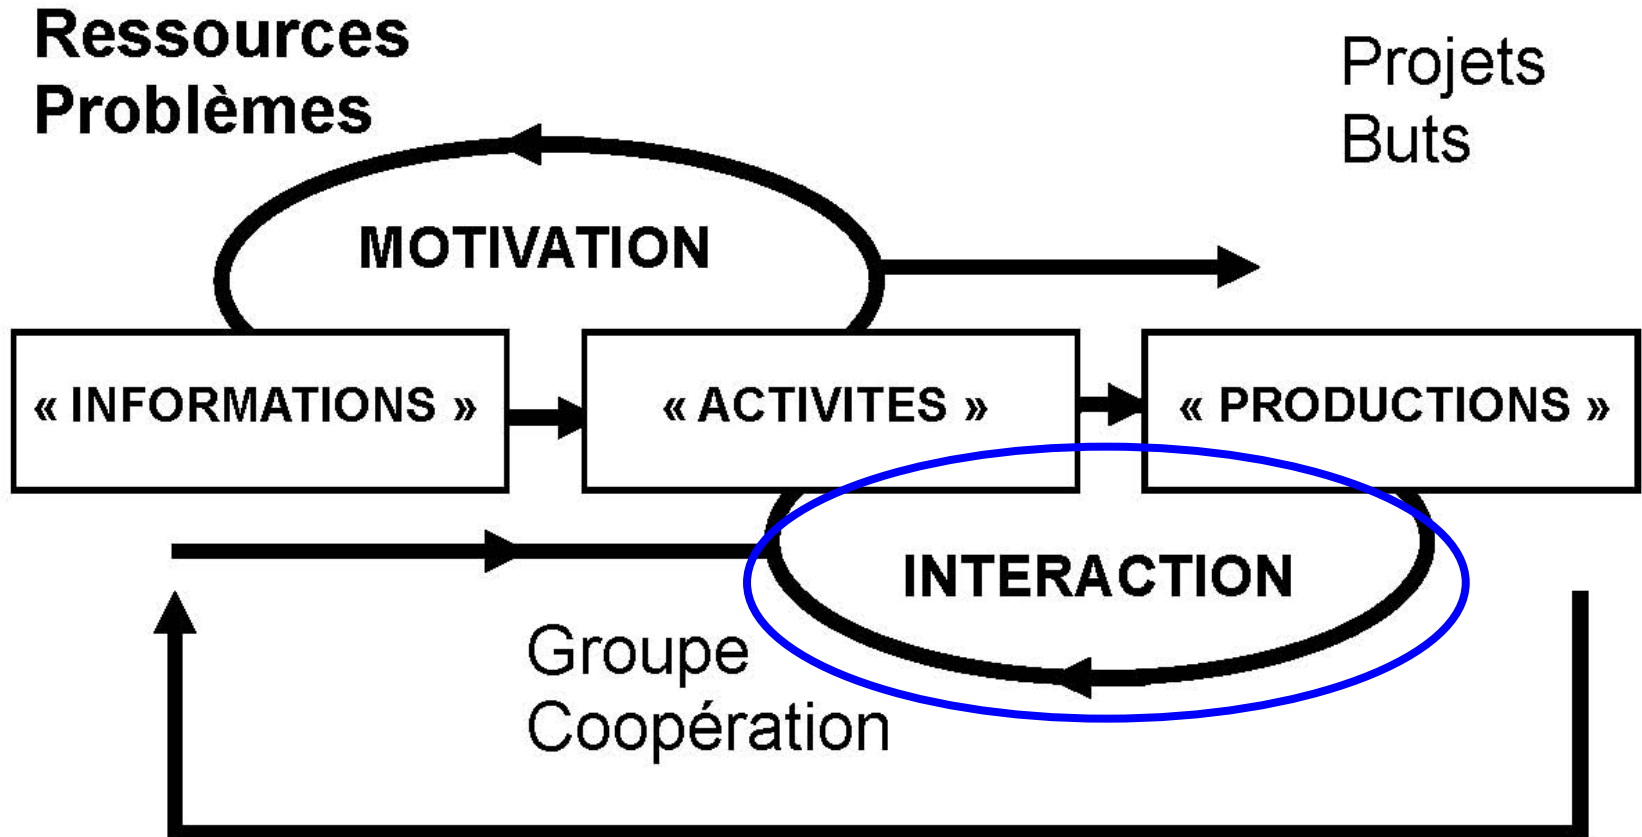 Ressources
Problèmes
Projets
Buts
MOTIVATION
« INFORMATIONS »
« ACTIVITES »
« PRODUCTIONS »
INTERACTION
Groupe
Coopération